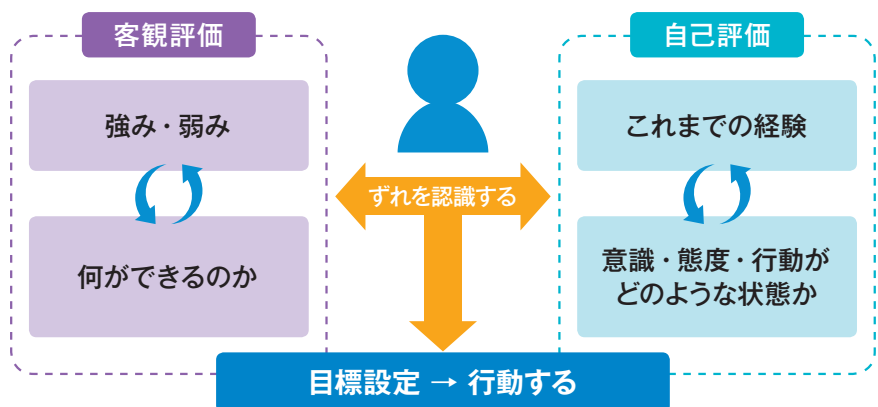 客観評価
強み・弱み
何ができるのか
ずれを認識する
自己評価
これまでの経験
意識・態度・行動が
どのような状態か
目標設定 → 行動する